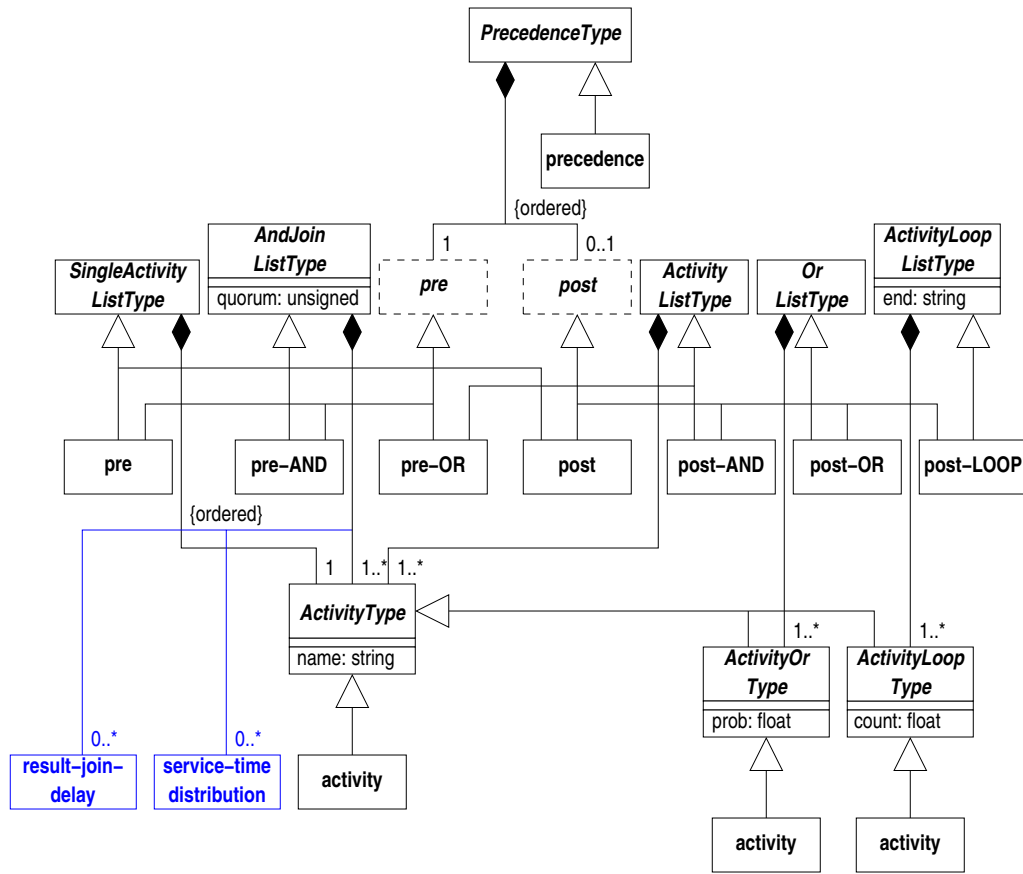 PrecedenceType
precedence
{ordered}
1
0..1
SingleActivity
ListType
AndJoin
ListType
quorum: unsigned
pre
post
Activity
ListType
Or
ListType
ActivityLoop
ListType
end: string
pre
pre-AND
pre-OR
post
post-AND
post-OR
post-LOOP
{ordered}
1
1..*
1..*
ActivityType
name: string
1..*
1..*
ActivityOr
Type
prob: float
ActivityLoop
Type
count: float
0..*
0..*
result-join-
delay
service-time
distribution
activity
activity
activity